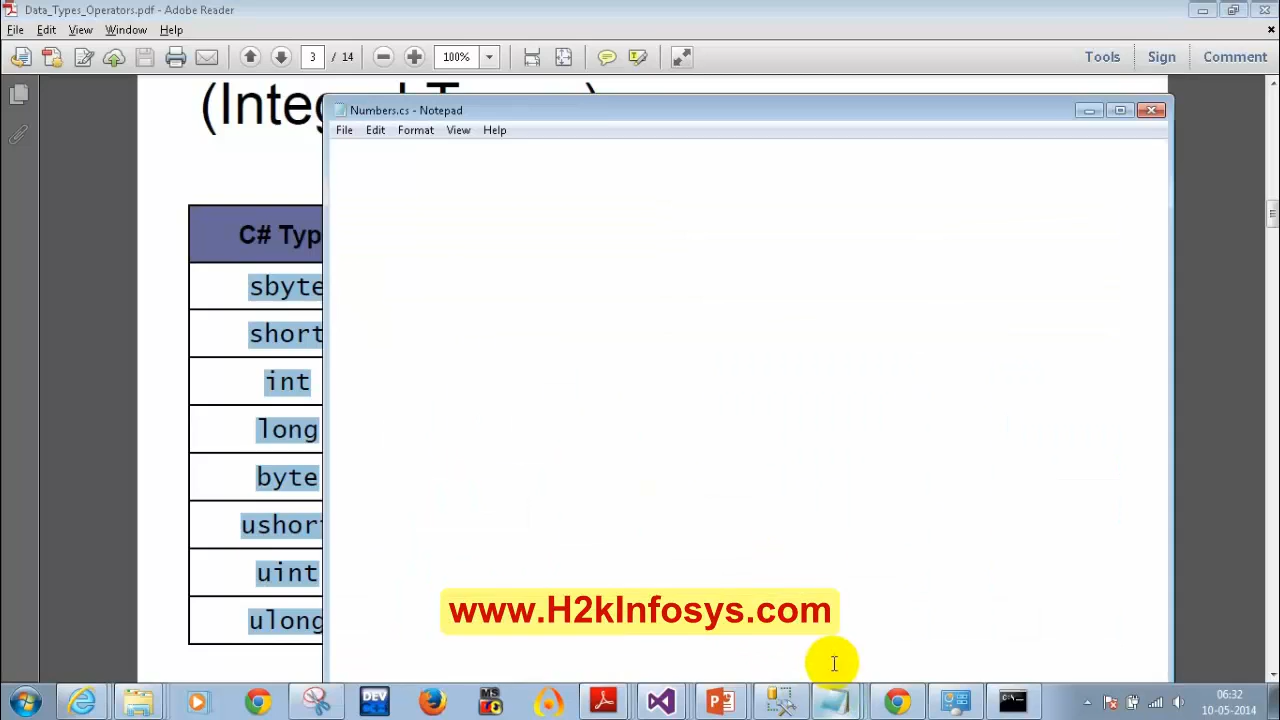 Data_Types_Operators.pdf - Adobe Reader
File Edit View Window Help
3 / 14 100% Tools Sign Comment
Numbers.cs - Notepad
File Edit Format View Help
C# Typ
sbyte
short
int
long
byte
ushort
uint
ulong
www.H2kInfosys.com
DEV
MS
06:32
10-05-2014